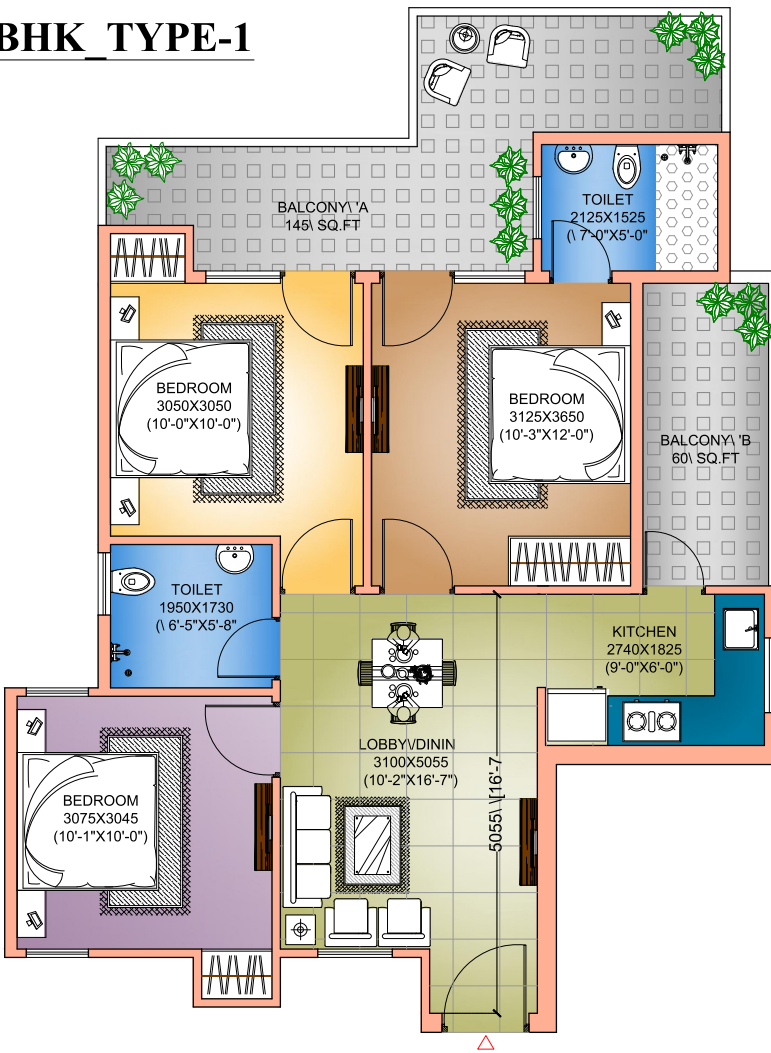 BHK_TYPE-1
BALCONY\ 'A
145\ SQ.FT
TOILET
2125X1525
(\ 7'-0"X5'-0"
BEDROOM
3050X3050
(10'-0"X10'-0")
BEDROOM
3125X3650
(10'-3"X12'-0")
BALCONY\ 'B
60\ SQ.FT
TOILET
1950X1730
(\ 6'-5"X5'-8"
KITCHEN
2740X1825
(9'-0"X6'-0")
LOBBY\/DININ
3100X5055
(10'-2"X16'-7")
5055\ \[16'-7
BEDROOM
3075X3045
(10'-1"X10'-0")